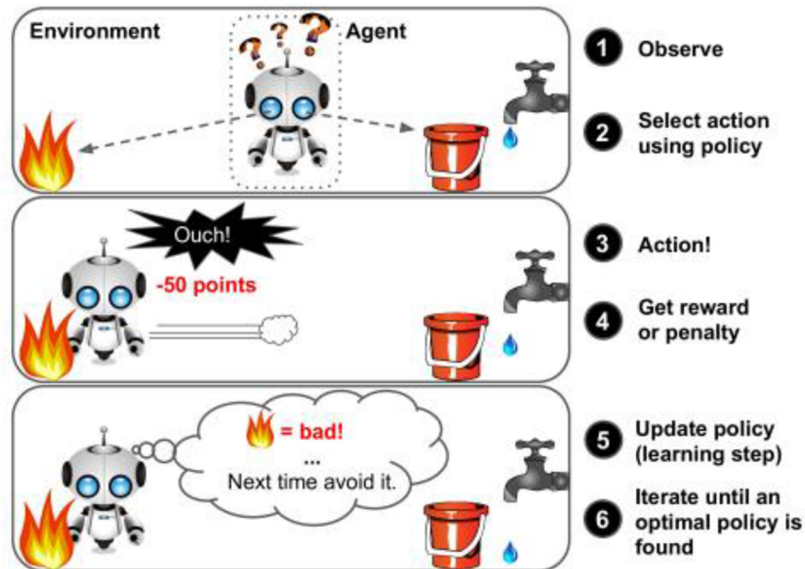 Environment
Agent
? ? ?
1 Observe
2 Select action
using policy
Ouch!
-50 points
3 Action!
4 Get reward
or penalty
= bad!
...
Next time avoid it.
5 Update policy
(learning step)
6 Iterate until an
optimal policy is
found